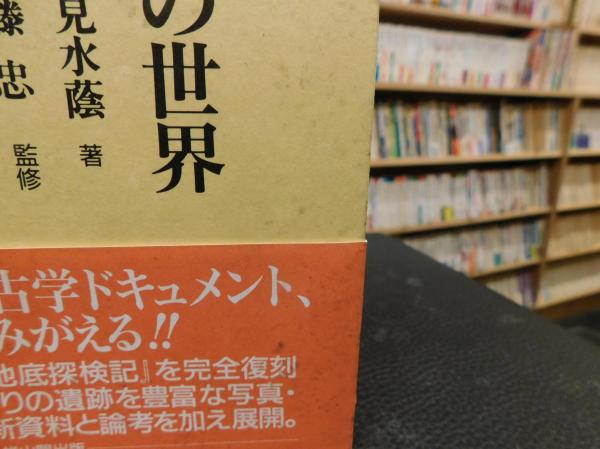 の世界
見水蔭 著
藤 忠 監修
古学ドキュメント、
みがえる!!
地底探検記』を完全復刻
りの遺跡を豊富な写真・
新資料と論考を加え展開。